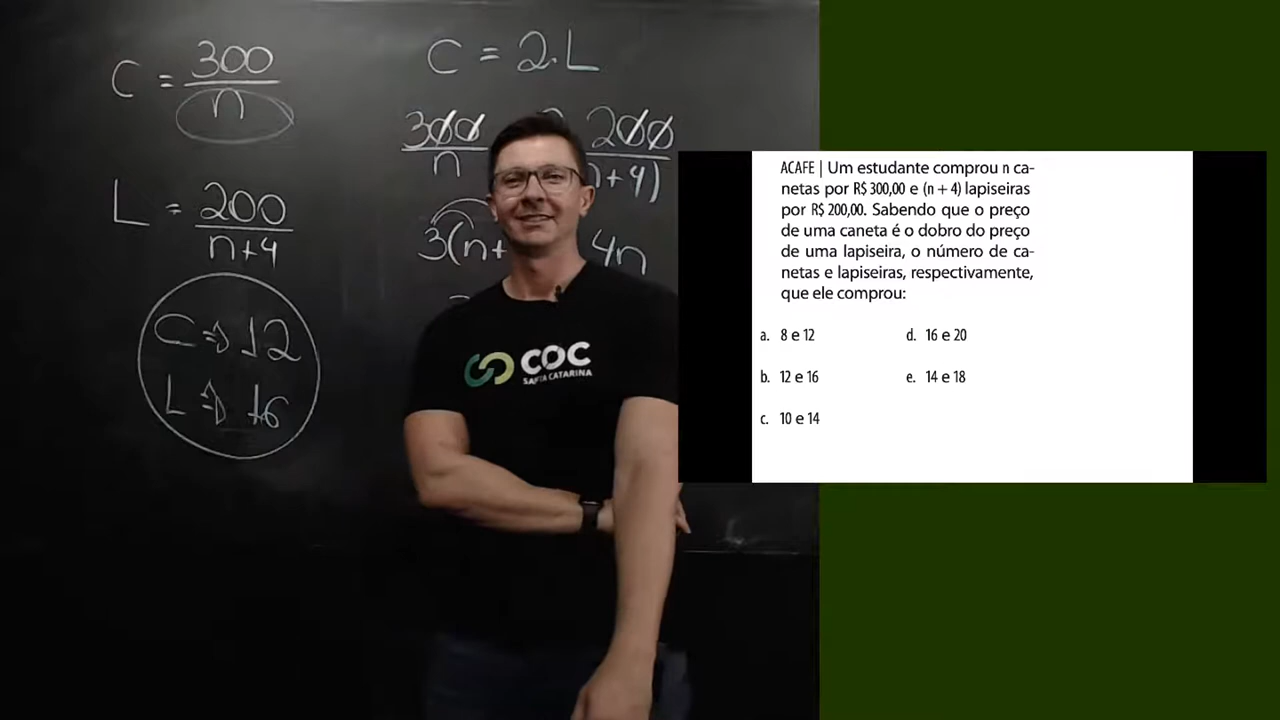 C = 300
n
L = 200
n+4
C ⇒ 12
L ⇒ 16
C = 2.L
300
n
200
n+4)
3(n+
4n
COC
SANTA CATARINA
ACAFE | Um estudante comprou n ca-
netas por R$ 300,00 e (n + 4) lapiseiras
por R$ 200,00. Sabendo que o preço
de uma caneta é o dobro do preço
de uma lapiseira, o número de ca-
netas e lapiseiras, respectivamente,
que ele comprou:
a. 8 e 12
d. 16 e 20
b. 12 e 16
e. 14 e 18
c. 10 e 14